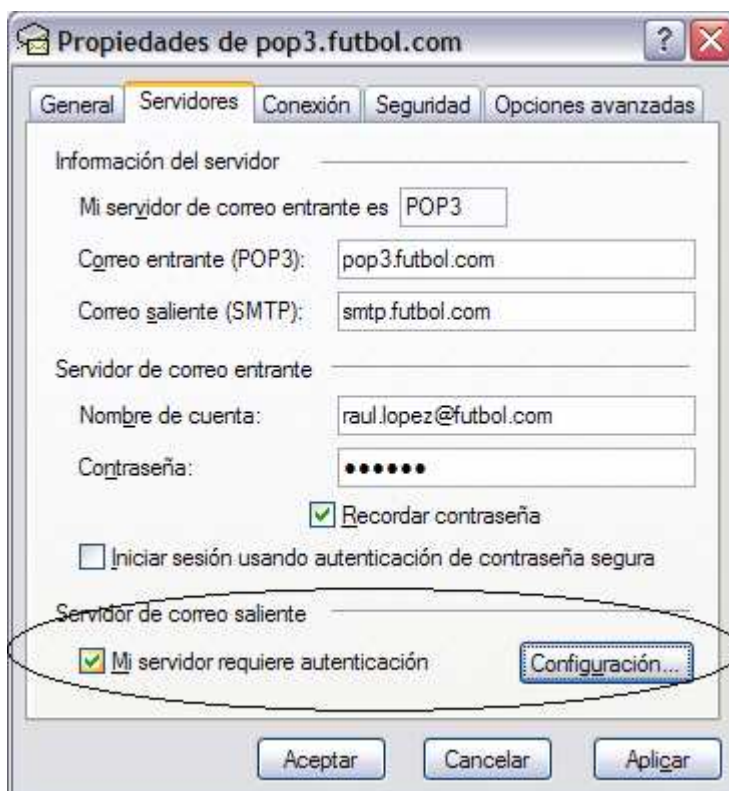 Propiedades de pop3.futbol.com
General Servidores Conexión Seguridad Opciones avanzadas
Información del servidor
Mi servidor de correo entrante es POP3
Correo entrante (POP3): pop3.futbol.com
Correo saliente (SMTP): smtp.futbol.com
Servidor de correo entrante
Nombre de cuenta: raul.lopez@futbol.com
Contraseña: ●●●●●●
Recordar contraseña
Iniciar sesión usando autenticación de contraseña segura
Servidor de correo saliente
Mi servidor requiere autenticación Configuración...
Aceptar Cancelar Aplicar